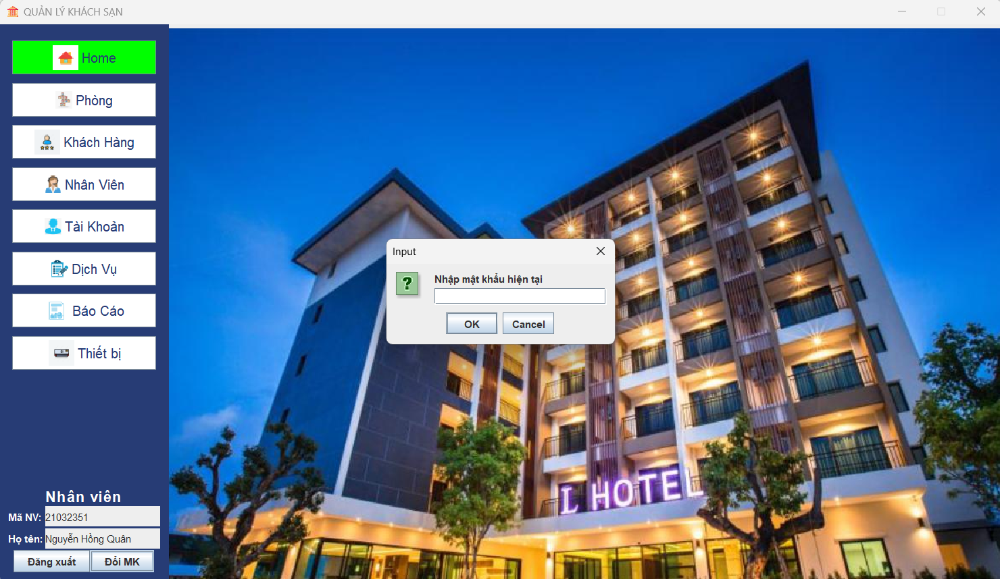 QUẢN LÝ KHÁCH SẠN
Home
Phòng
Khách Hàng
Nhân Viên
Tài Khoản
Dịch Vụ
Báo Cáo
Thiết bị
Input
Nhập mật khẩu hiện tại
OK
Cancel
L HOTEL
Nhân viên
Mã NV: 21032351
Họ tên: Nguyễn Hồng Quân
Đăng xuất
Đổi MK